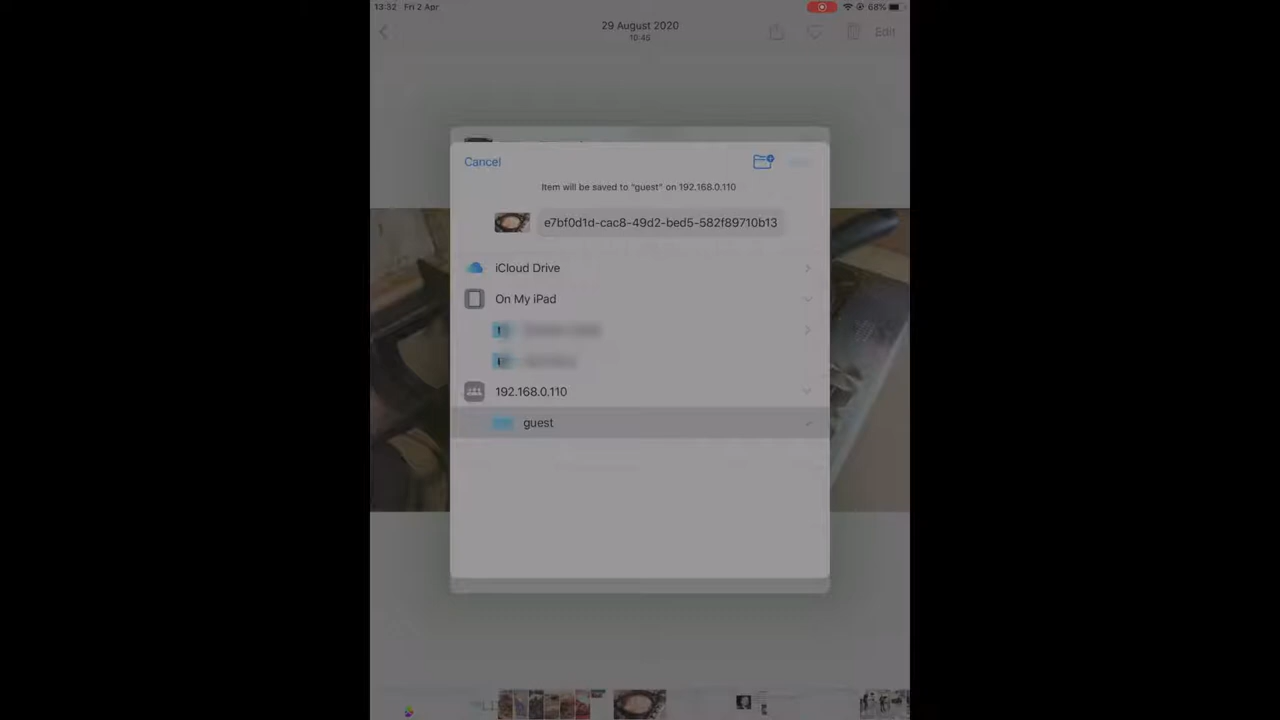 13:32 Fri 2 Apr
68%
29 August 2020
10:45
Edit
Cancel
Item will be saved to "guest" on 192.168.0.110
e7bf0d1d-cac8-49d2-bed5-582f89710b13
iCloud Drive
On My iPad
192.168.0.110
guest